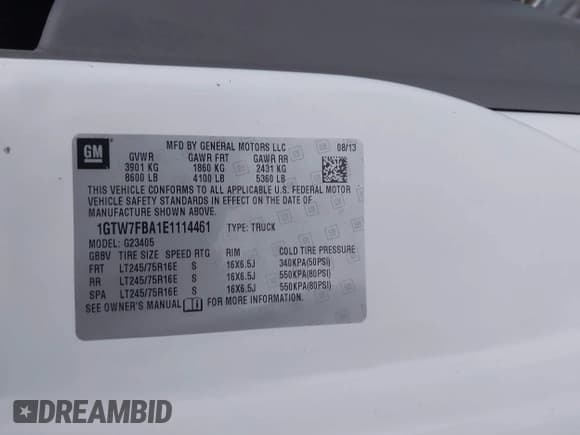 GM
MFD BY GENERAL MOTORS LLC 08/13
GVWR GAWR FRT GAWR RR
3901 KG 1860 KG 2431 KG
8600 LB 4100 LB 5360 LB
THIS VEHICLE CONFORMS TO ALL APPLICABLE U.S. FEDERAL MOTOR
VEHICLE SAFETY STANDARDS IN EFFECT ON THE DATE OF
MANUFACTURE SHOWN ABOVE.
1GTW7FBA1E1114461 TYPE: TRUCK
MODEL: G23405
GBBV TIRE SIZE SPEED RTG RIM COLD TIRE PRESSURE
FRT LT245/75R16E S 16X6.5J 340KPA(50PSI)
RR LT245/75R16E S 16X6.5J 550KPA(80PSI)
SPA LT245/75R16E S 16X6.5J 550KPA(80PSI)
SEE OWNER'S MANUAL FOR MORE INFORMATION.
DREAMBID